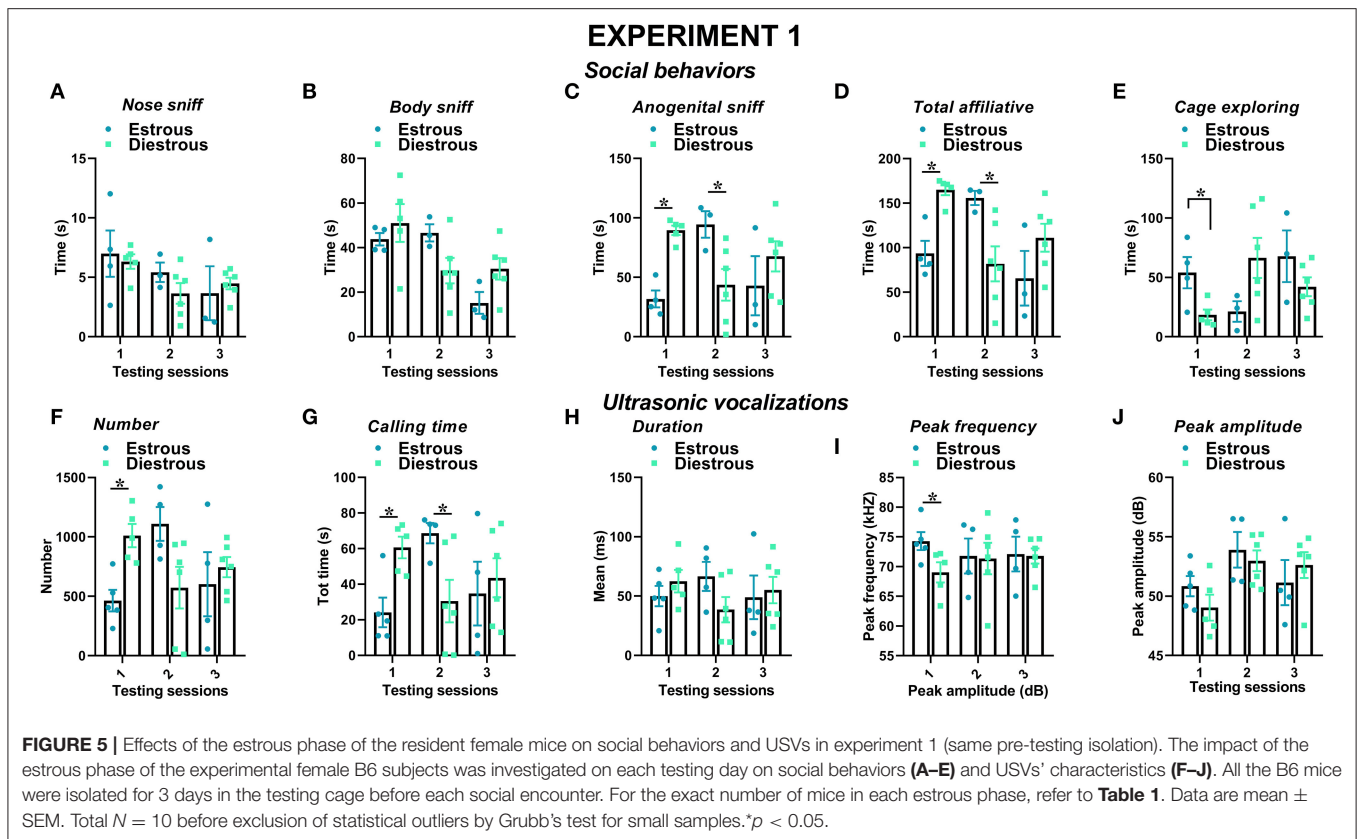 EXPERIMENT 1
Social behaviors
A
Nose sniff
Estrous
Diestrous
15
10
5
0
Time (s)
1 2 3
Testing sessions
B
Body sniff
Estrous
Diestrous
80
60
40
20
0
Time (s)
1 2 3
Testing sessions
C
Anogenital sniff
Estrous
Diestrous
150
100
50
0
Time (s)
* *
1 2 3
Testing sessions
D
Total affiliative
Estrous
Diestrous
200
150
100
50
0
Time (s)
* *
1 2 3
Testing sessions
E
Cage exploring
Estrous
Diestrous
150
100
50
0
Time (s)
*
1 2 3
Testing sessions
Ultrasonic vocalizations
F
Number
Estrous
Diestrous
1500
1000
500
0
Number
*
1 2 3
Testing sessions
G
Calling time
Estrous
Diestrous
100
80
60
40
20
0
Tot time (s)
* *
1 2 3
Testing sessions
H
Duration
Estrous
Diestrous
150
100
50
0
Mean (ms)
1 2 3
Testing sessions
I
Peak frequency
Estrous
Diestrous
85
80
75
70
65
60
55
Peak frequency (kHZ)
*
1 2 3
Peak amplitude (dB)
J
Peak amplitude
Estrous
Diestrous
60
55
50
45
Peak amplitude (dB)
1 2 3
Testing sessions
FIGURE 5 | Effects of the estrous phase of the resident female mice on social behaviors and USVs in experiment 1 (same pre-testing isolation). The impact of the
estrous phase of the experimental female B6 subjects was investigated on each testing day on social behaviors (A–E) and USVs' characteristics (F–J). All the B6 mice
were isolated for 3 days in the testing cage before each social encounter. For the exact number of mice in each estrous phase, refer to Table 1. Data are mean ±
SEM. Total N = 10 before exclusion of statistical outliers by Grubb's test for small samples.*p < 0.05.